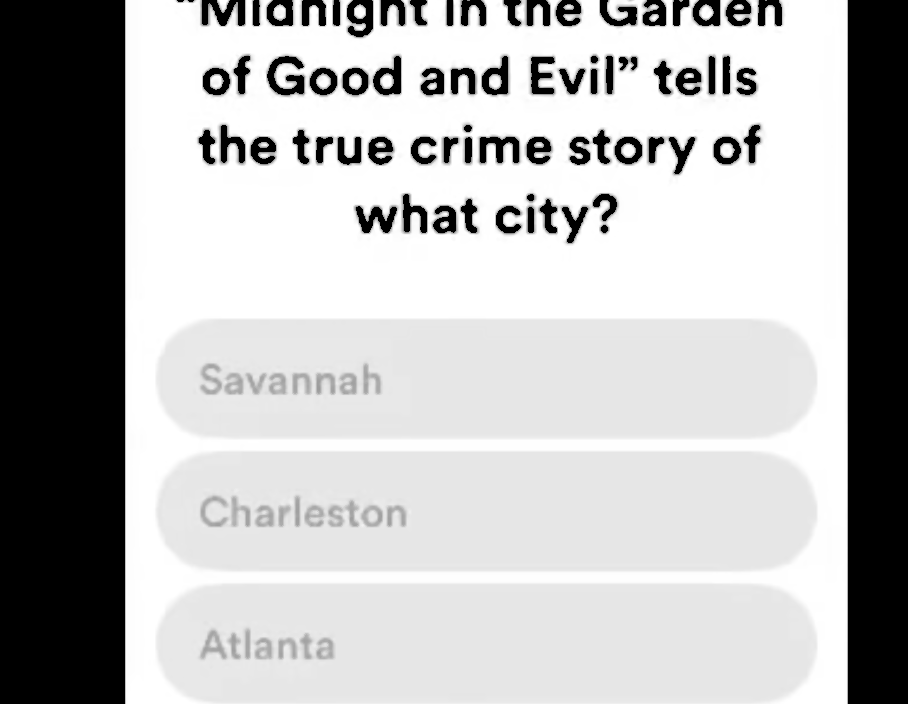 “Midnight in the Garden
of Good and Evil” tells
the true crime story of
what city?
Savannah
Charleston
Atlanta